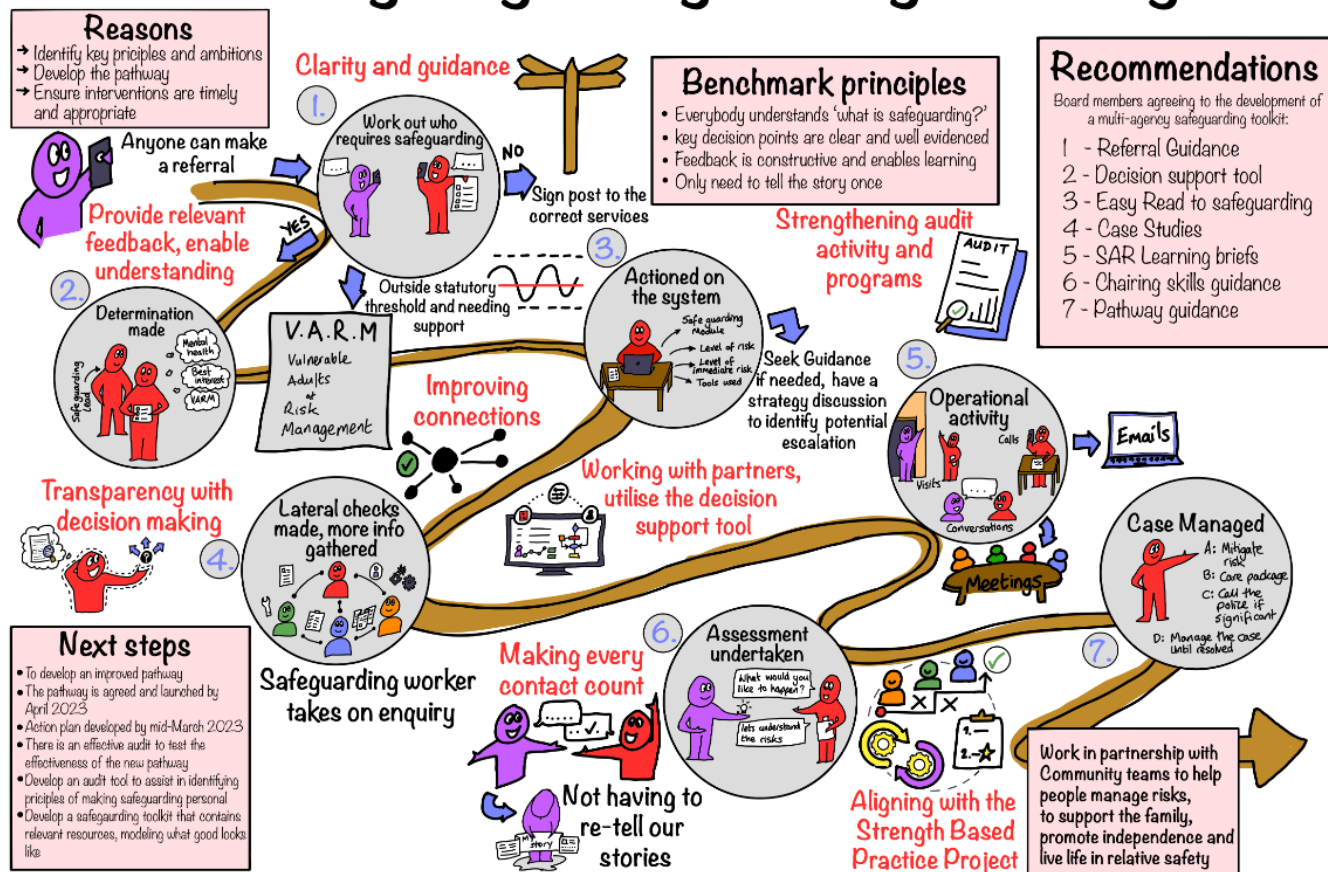 Reasons
→ Identify key priciples and ambitions
→ Develop the pathway
→ Ensure interventions are timely
and appropriate
Anyone can make
a referral
Clarity and guidance
1.
Work out who
requires safeguarding
NO
Sign post to the
correct services
YES
Benchmark principles
• Everybody understands 'what is safeguarding?'
• key decision points are clear and well evidenced
• Feedback is constructive and enables learning
• Only need to tell the story once
Recommendations
Board members agreeing to the development of
a multi-agency safeguarding toolkit:
1 - Referral Guidance
2 - Decision support tool
3 - Easy Read to safeguarding
4 - Case Studies
5 - SAR Learning briefs
6 - Chairing skills guidance
7 - Pathway guidance
Provide relevant
feedback, enable
understanding
2.
Determination
made
Safeguarding
Lead
Mental
health
Best
interest
VARM
Outside statutory
threshold and needing
support
V.A.R.M
Vulnerable
Adults
at
Risk
Management
3.
Actioned on
the system
Safe guarding
Module
Level of risk
Level of
immediate risk
Tools used
Strengthening audit
activity and
programs
AUDIT
Seek Guidance
if needed, have a
strategy discussion
to identify potential
escalation
Improving
connections
Working with partners,
utilise the decision
support tool
Transparency with
decision making
4.
Lateral checks
made, more info
gathered
Safeguarding worker
takes on enquiry
5.
Operational
activity
Calls
Visits
Conversations
Emails
Meetings
Making every
contact count
6.
Assessment
undertaken
What would you
like to happen?
lets understand
the risks
Not having to
re-tell our
stories
My
story
1.-
2.-
Aligning with the
Strength Based
Practice Project
7.
Case Managed
A: Mitigate
risk
B: Care package
C: Call the
police if
significant
D: Manage the case
until resolved
Next steps
• To develop an improved pathway
• The pathway is agreed and launched by
April 2023
• Action plan developed by mid-March 2023
• There is an effective audit to test the
effectiveness of the new pathway
• Develop an audit tool to assist in identifying
priciples of making safeguarding personal
• Develop a safegaurding toolkit that contains
relevant resources, modeling what good looks
like
Work in partnership with
Community teams to help
people manage risks,
to support the family,
promote independence and
live life in relative safety